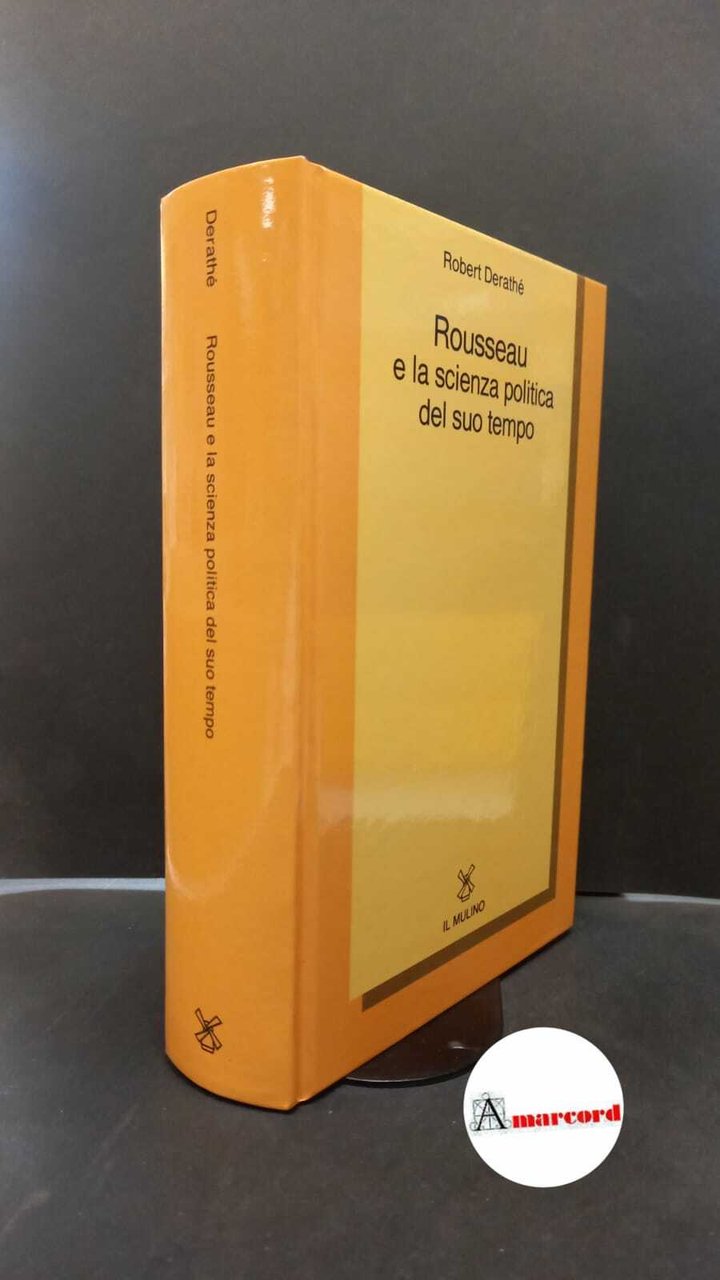 Derathé
Rousseau e la scienza politica del suo tempo
Robert Derathé
Rousseau
e la scienza politica
del suo tempo
IL MULINO
Amarcord